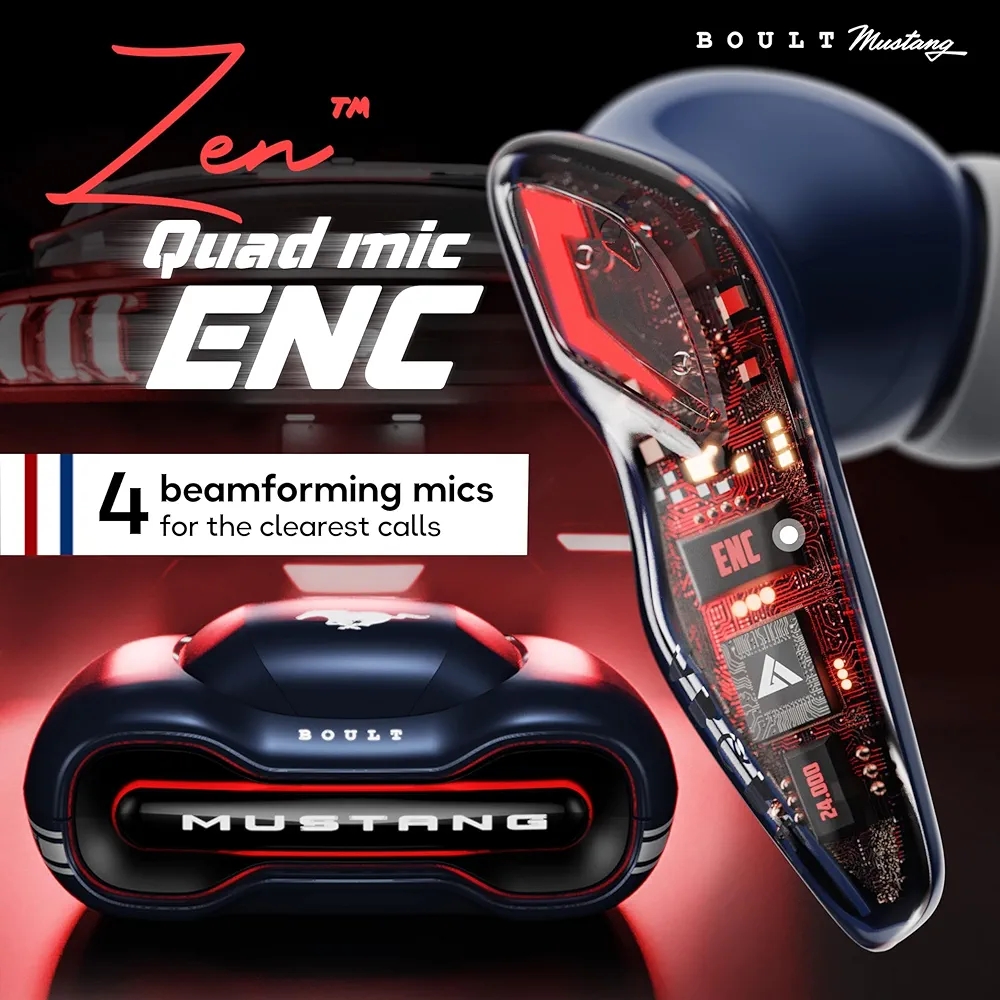 BOULT Mustang
Zen™
Quad mic
ENC
4 beamforming mics
for the clearest calls
ENC
24.000
BOULT
MUSTANG